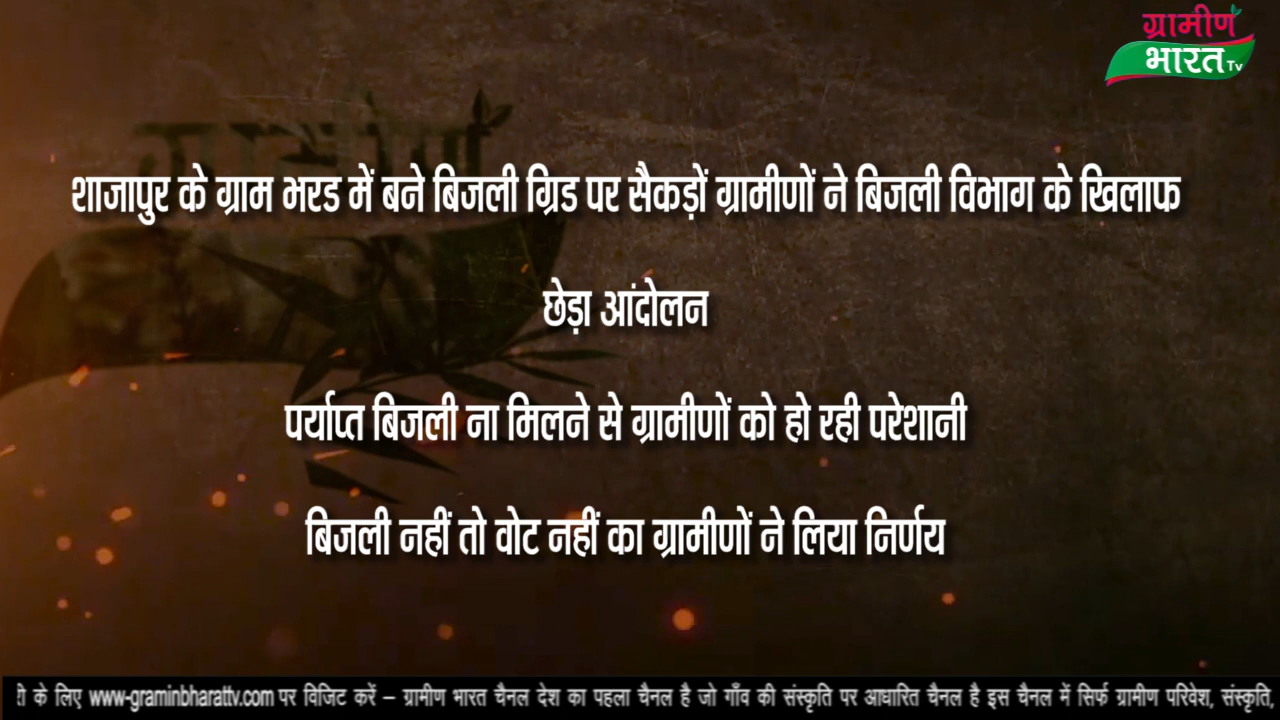 ग्रामीण
भारत Tv
शाजापुर के ग्राम भरड में बने बिजली ग्रिड पर सैकड़ों ग्रामीणों ने बिजली विभाग के खिलाफ
छेड़ा आंदोलन
पर्याप्त बिजली ना मिलने से ग्रामीणों को हो रही परेशानी
बिजली नहीं तो वोट नहीं का ग्रामीणों ने लिया निर्णय
के लिए www-graminbharattv.com पर विजिट करें – ग्रामीण भारत चैनल देश का पहला चैनल है जो गाँव की संस्कृति पर आधारित चैनल है इस चैनल में सिर्फ ग्रामीण परिवेश, संस्कृति,